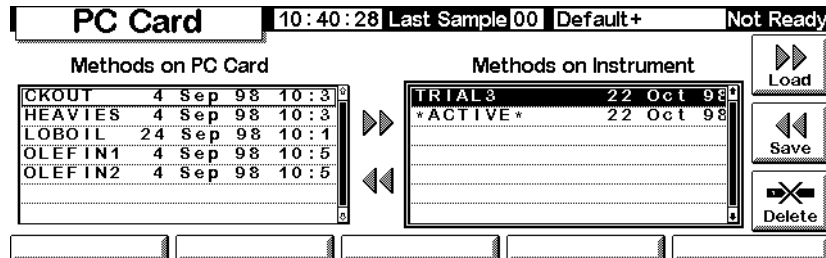 PC Card 10:40:28 Last Sample 00 Default+ Not Ready
Methods on PC Card
CKOUT 4 Sep 98 10:3
HEAVIES 4 Sep 98 10:3
LOBOIL 24 Sep 98 10:1
OLEFIN1 4 Sep 98 10:5
OLEFIN2 4 Sep 98 10:5
Methods on Instrument
TRIAL3 22 Oct 98
*ACTIVE* 22 Oct 98
Load
Save
Delete